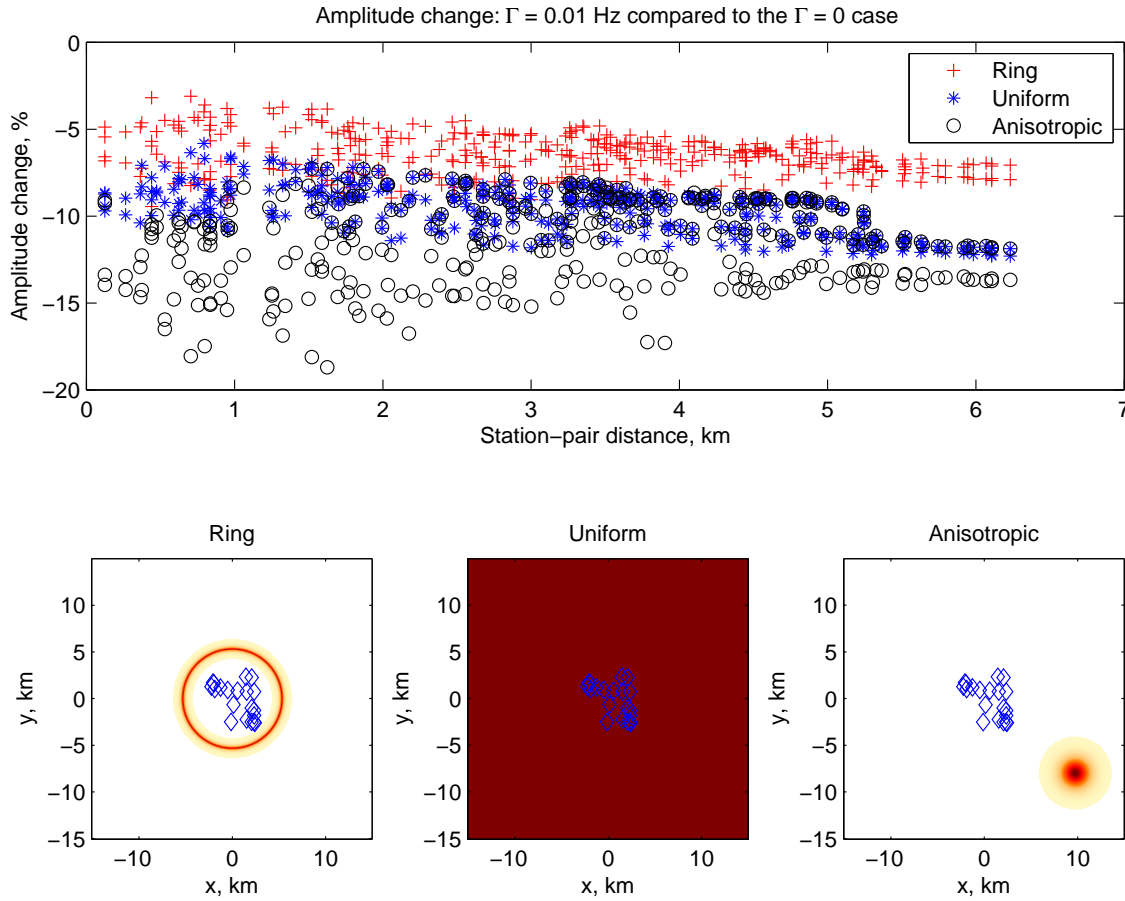 Amplitude change: Γ = 0.01 Hz compared to the Γ = 0 case
0
−5
−10
−15
−20
Amplitude change, %
Ring
Uniform
Anisotropic
0 1 2 3 4 5 6 7
Station−pair distance, km
Ring
10
5
0
−5
−10
−15
y, km
−10 0 10
x, km
Uniform
10
5
0
−5
−10
−15
y, km
−10 0 10
x, km
Anisotropic
10
5
0
−5
−10
−15
y, km
−10 0 10
x, km